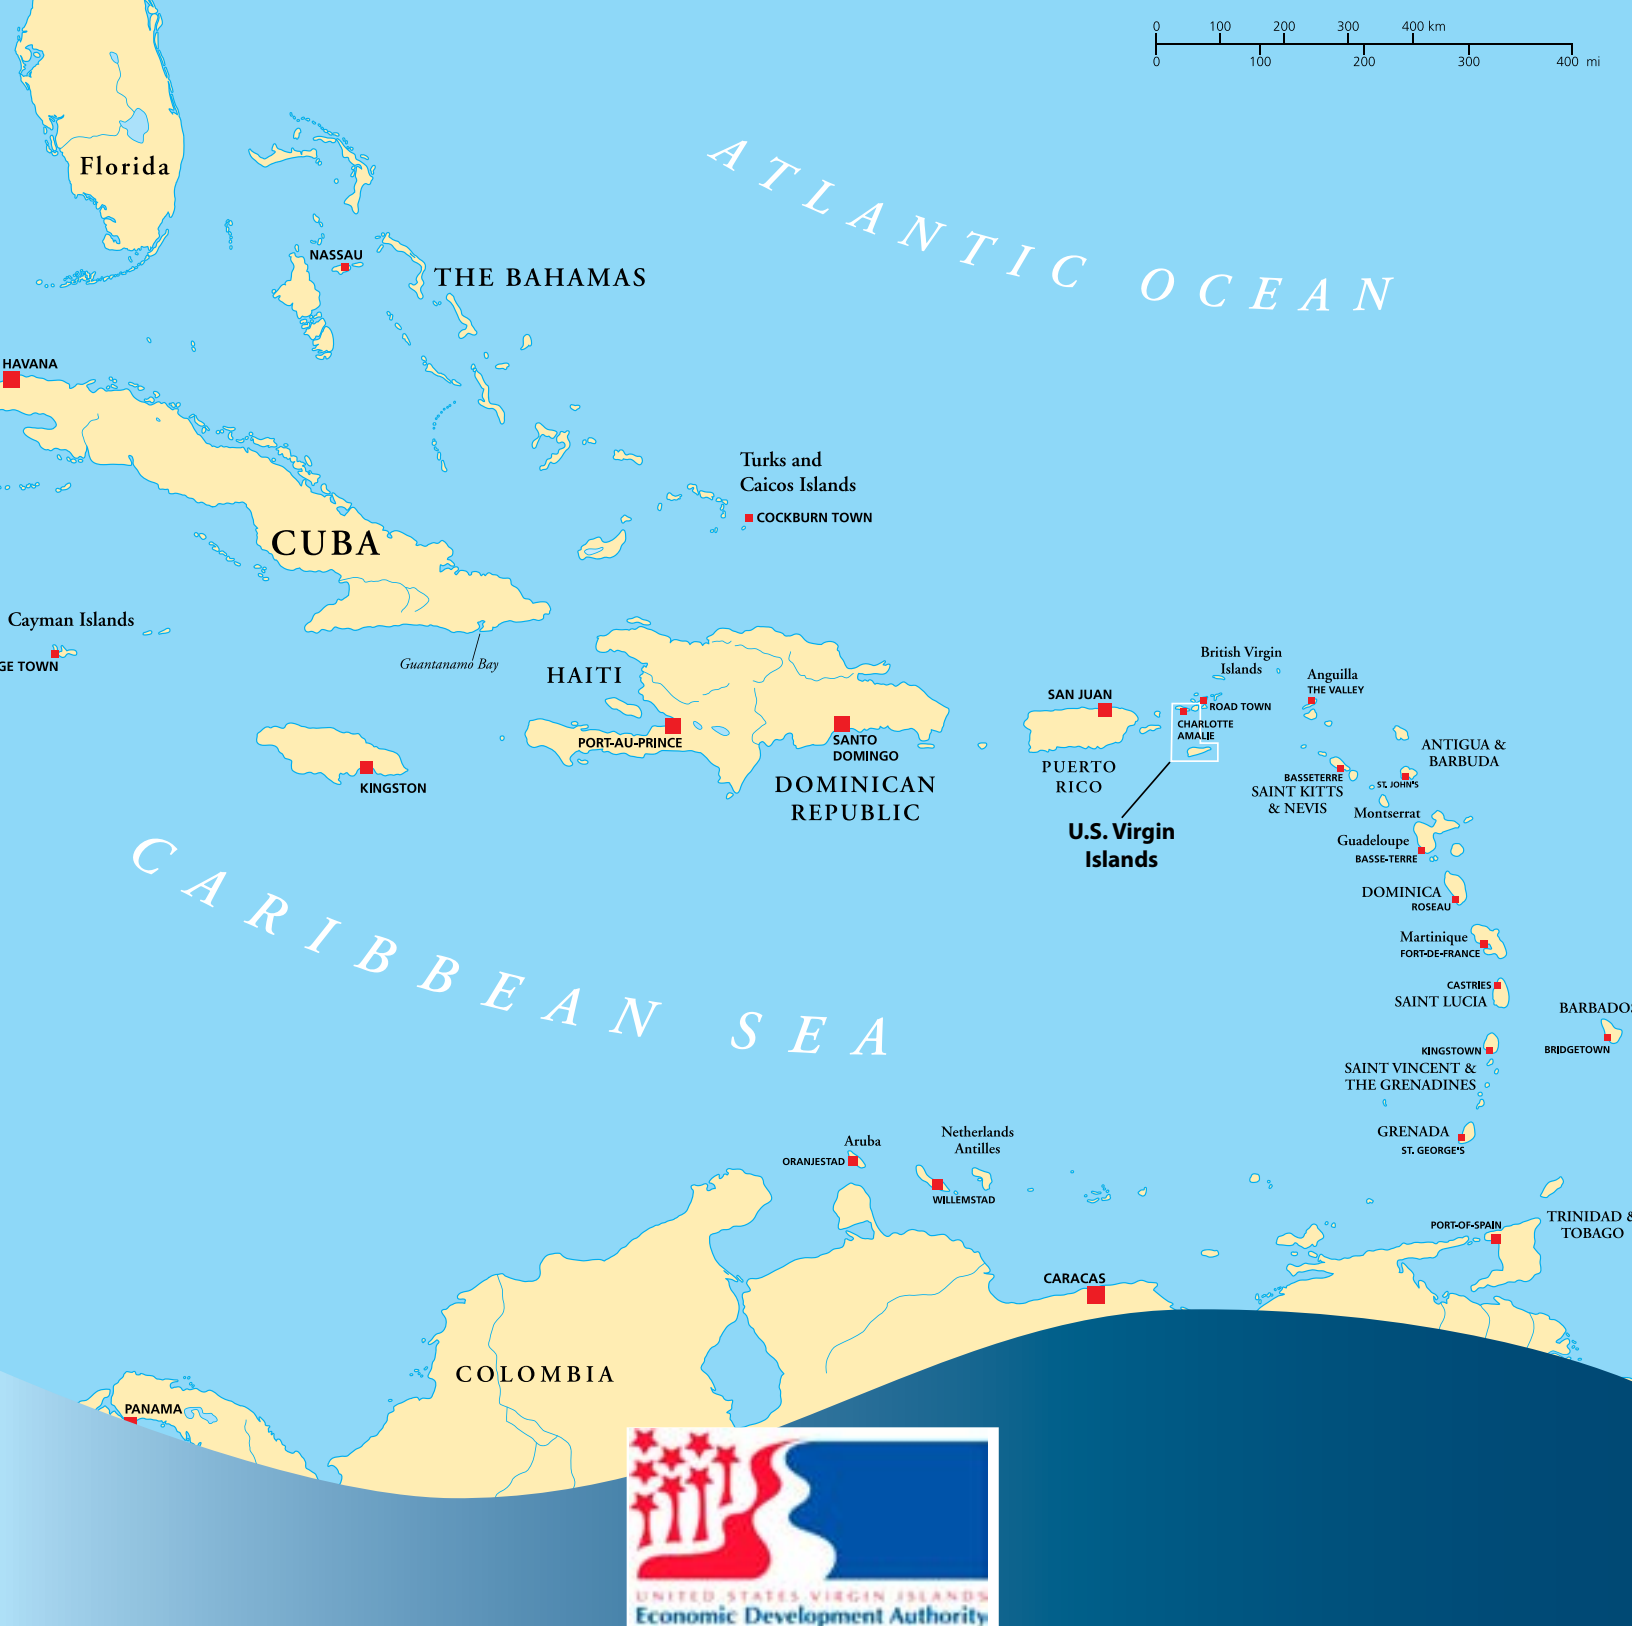 0 100 200 300 400 km
0 100 200 300 400 mi
ATLANTIC OCEAN
Florida
NASSAU
THE BAHAMAS
HAVANA
Turks and
Caicos Islands
COCKBURN TOWN
CUBA
Cayman Islands
GE TOWN
Guantanamo Bay
HAITI
PORT-AU-PRINCE
SANTO
DOMINGO
DOMINICAN
REPUBLIC
KINGSTON
SAN JUAN
PUERTO
RICO
British Virgin
Islands
ROAD TOWN
CHARLOTTE
AMALIE
U.S. Virgin
Islands
Anguilla
THE VALLEY
ANTIGUA &
BARBUDA
ST. JOHN'S
BASSETERRE
SAINT KITTS
& NEVIS
Montserrat
Guadeloupe
BASSE-TERRE
DOMINICA
ROSEAU
Martinique
FORT-DE-FRANCE
CASTRIES
SAINT LUCIA
BARBADOS
BRIDGETOWN
KINGSTOWN
SAINT VINCENT &
THE GRENADINES
GRENADA
ST. GEORGE'S
CARIBBEAN SEA
Aruba
ORANJESTAD
Netherlands
Antilles
WILLEMSTAD
PORT-OF-SPAIN
TRINIDAD &
TOBAGO
CARACAS
COLOMBIA
PANAMA
UNITED STATES VIRGIN ISLANDS
Economic Development Authority